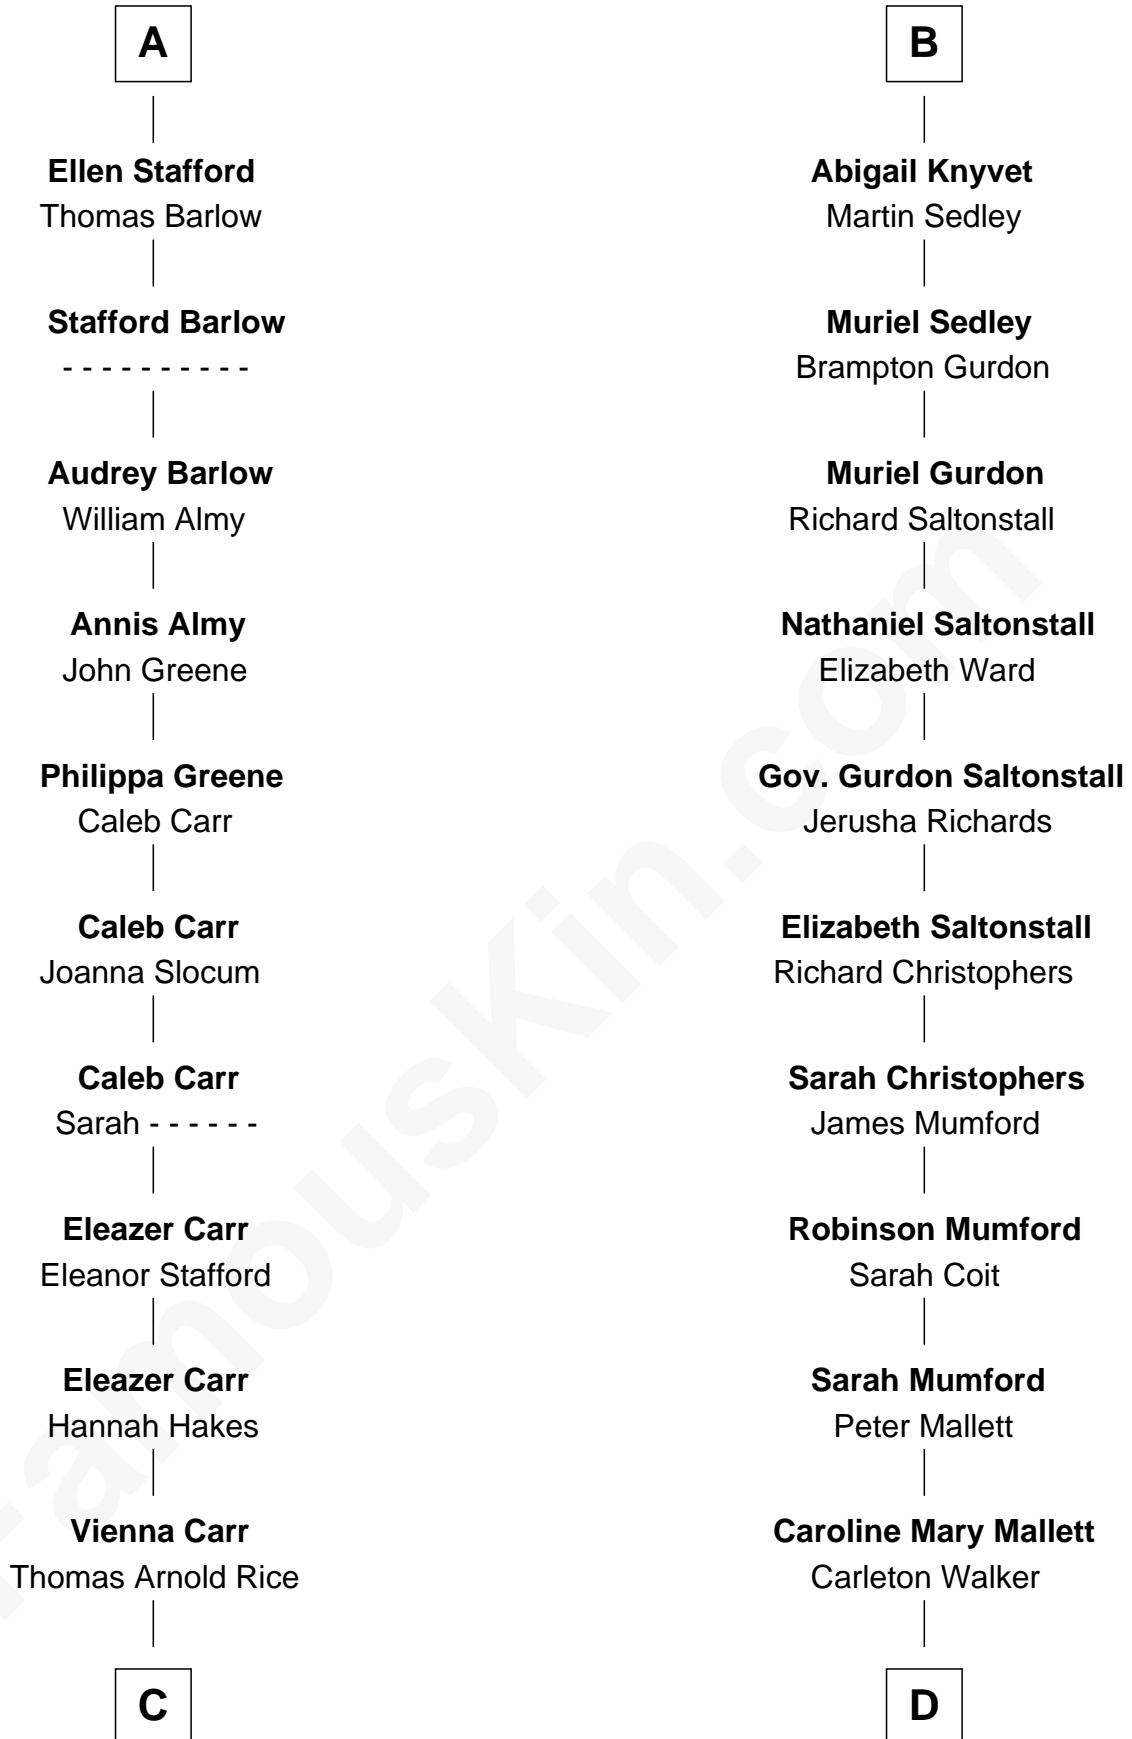 A
Ellen Stafford
Thomas Barlow
Stafford Barlow
- - - - - - - - - -
Audrey Barlow
William Almy
Annis Almy
John Greene
Philippa Greene
Caleb Carr
Caleb Carr
Joanna Slocum
Caleb Carr
Sarah - - - - - -
Eleazer Carr
Eleanor Stafford
Eleazer Carr
Hannah Hakes
Vienna Carr
Thomas Arnold Rice
C
B
Abigail Knyvet
Martin Sedley
Muriel Sedley
Brampton Gurdon
Muriel Gurdon
Richard Saltonstall
Nathaniel Saltonstall
Elizabeth Ward
Gov. Gurdon Saltonstall
Jerusha Richards
Elizabeth Saltonstall
Richard Christophers
Sarah Christophers
James Mumford
Robinson Mumford
Sarah Coit
Sarah Mumford
Peter Mallett
Caroline Mary Mallett
Carleton Walker
D
FamousKin.com